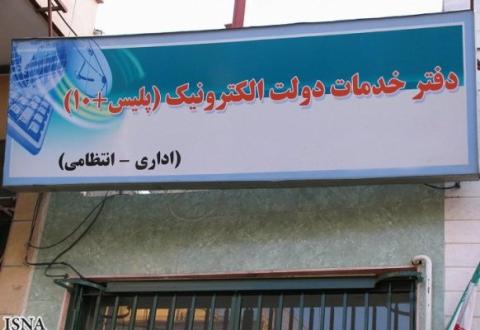 دفتر خدمات دولت الکترونیک (پلیس+۱۰)
(اداری - انتظامی)
ISNA